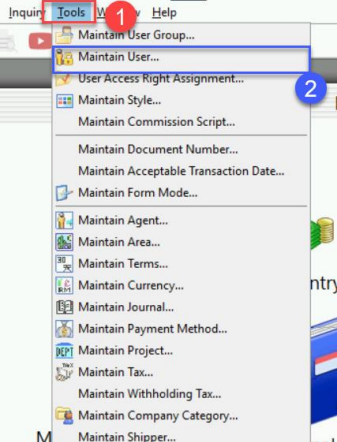 Inquiry Tools Help
1
Maintain User Group...
Maintain User...
2
User Access Right Assignment...
Maintain Style...
Maintain Commission Script...
Maintain Document Number...
Maintain Acceptable Transaction Date...
Maintain Form Mode...
Maintain Agent...
Maintain Area...
Maintain Terms...
Maintain Currency...
ntry
Maintain Journal...
Maintain Payment Method...
DEPT Maintain Project...
Maintain Tax...
Maintain Withholding Tax...
Maintain Company Category...
M Maintain Shipper...